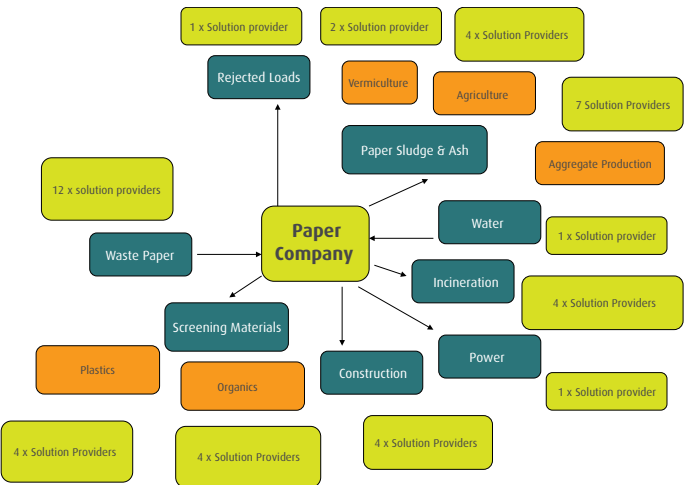 1 x Solution provider
2 x Solution provider
4 x Solution Providers
Rejected Loads
Vermiculture
Agriculture
7 Solution Providers
Paper Sludge & Ash
Aggregate Production
12 x solution providers
Paper
Company
Water
1 x Solution provider
Waste Paper
Incineration
4 x Solution Providers
Screening Materials
Power
Construction
Plastics
Organics
1 x Solution provider
4 x Solution Providers
4 x Solution Providers
4 x Solution Providers